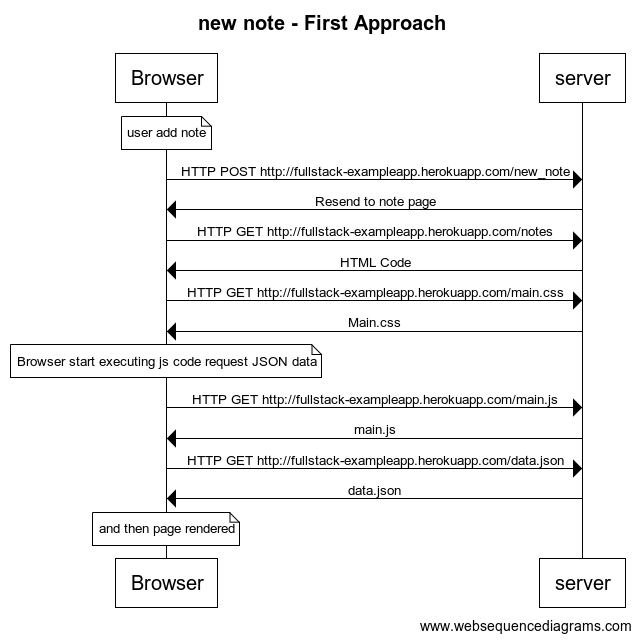 new note - First Approach
Browser
server
user add note
HTTP POST http://fullstack-exampleapp.herokuapp.com/new_note
Resend to note page
HTTP GET http://fullstack-exampleapp.herokuapp.com/notes
HTML Code
HTTP GET http://fullstack-exampleapp.herokuapp.com/main.css
Main.css
Browser start executing js code request JSON data
HTTP GET http://fullstack-exampleapp.herokuapp.com/main.js
main.js
HTTP GET http://fullstack-exampleapp.herokuapp.com/data.json
data.json
and then page rendered
Browser
server
www.websequencediagrams.com